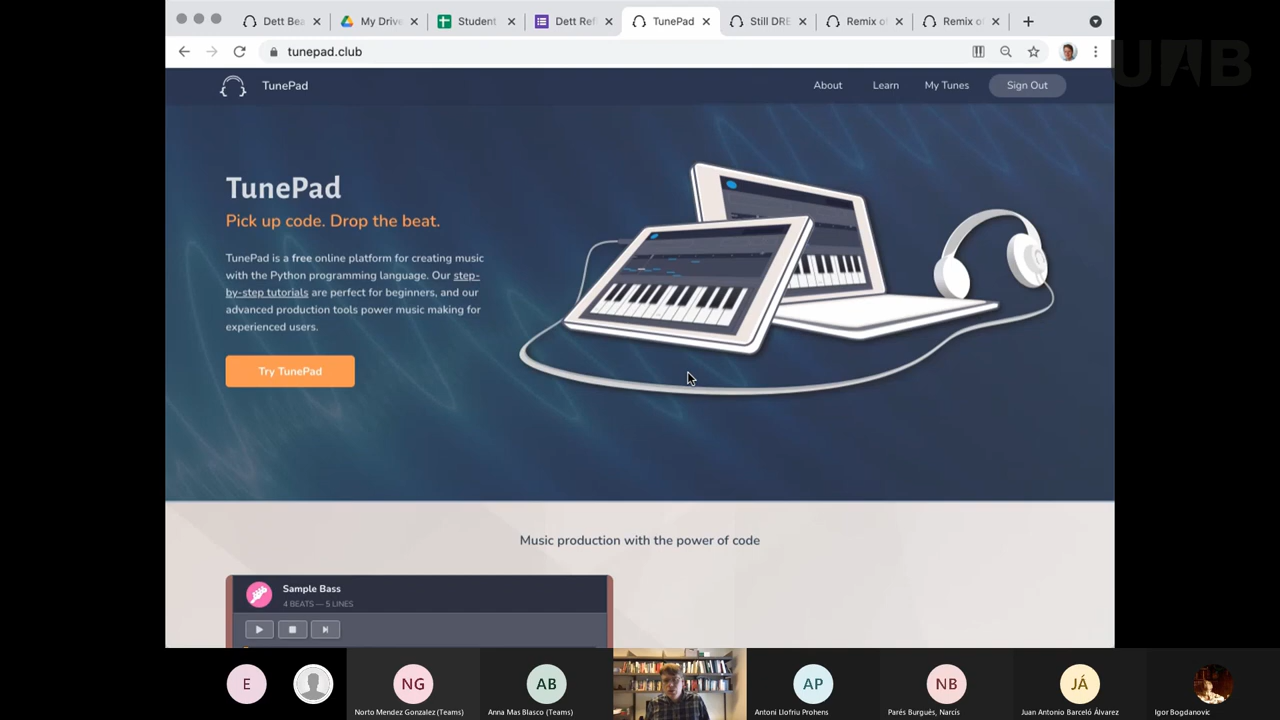 Dett Bea
My Drive
Student
Dett Refl
TunePad
Still DRE
Remix o
Remix o
tunepad.club
UAB
TunePad
About
Learn
My Tunes
Sign Out
TunePad
Pick up code. Drop the beat.
TunePad is a free online platform for creating music
with the Python programming language. Our step-
by-step tutorials are perfect for beginners, and our
advanced production tools power music making for
experienced users.
Try TunePad
Music production with the power of code
Sample Bass
4 BEATS — 5 LINES
E
NG
AB
AP
NB
JÁ
Norto Mendez Gonzalez (Teams)
Anna Mas Blasco (Teams)
Antoni Llofriu Prohens
Parés Burgués, Narcís
Juan Antonio Barceló Álvarez
Igor Bogdanovic